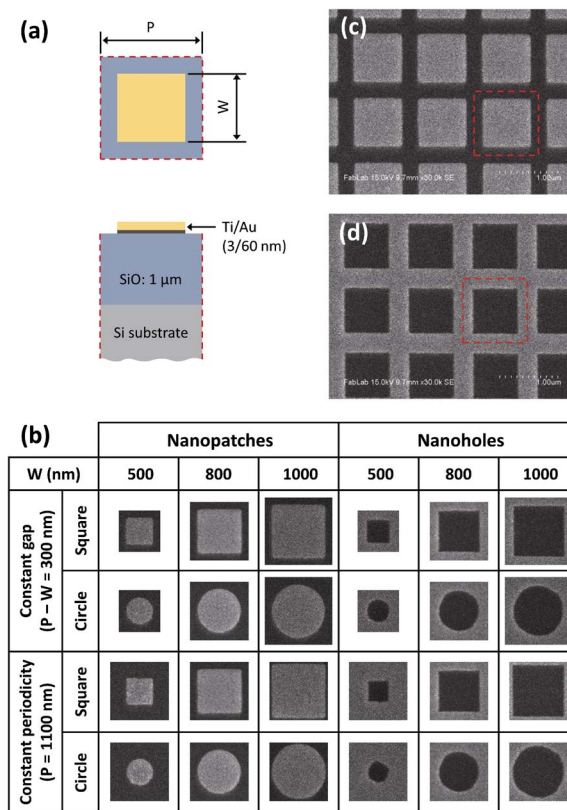 (a)
P
W
Ti/Au
(3/60 nm)
SiO: 1 μm
Si substrate
(c)
FabLab 15.0kV 9.7mm x30.0k SE
1.00um
(d)
FabLab 15.0kV 9.7mm x30.0k SE
1.00um
(b)
Nanopatches
Nanoholes
W (nm)
500
800
1000
500
800
1000
Constant gap
(P – W = 300 nm)
Square
Circle
Constant periodicity
(P = 1100 nm)
Square
Circle